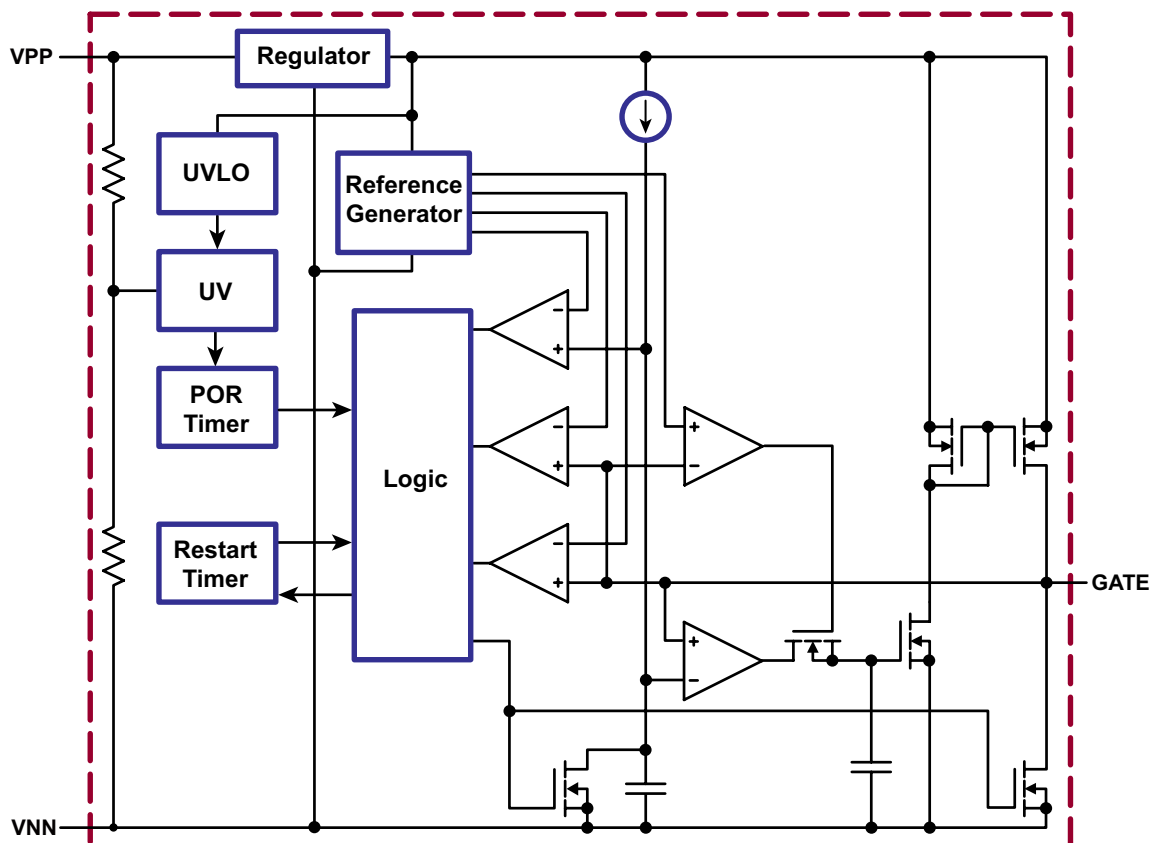 VPP
Regulator
UVLO
Reference
Generator
UV
-
+
POR
Timer
-
+
+
-
Logic
Restart
Timer
-
+
GATE
+
-
VNN